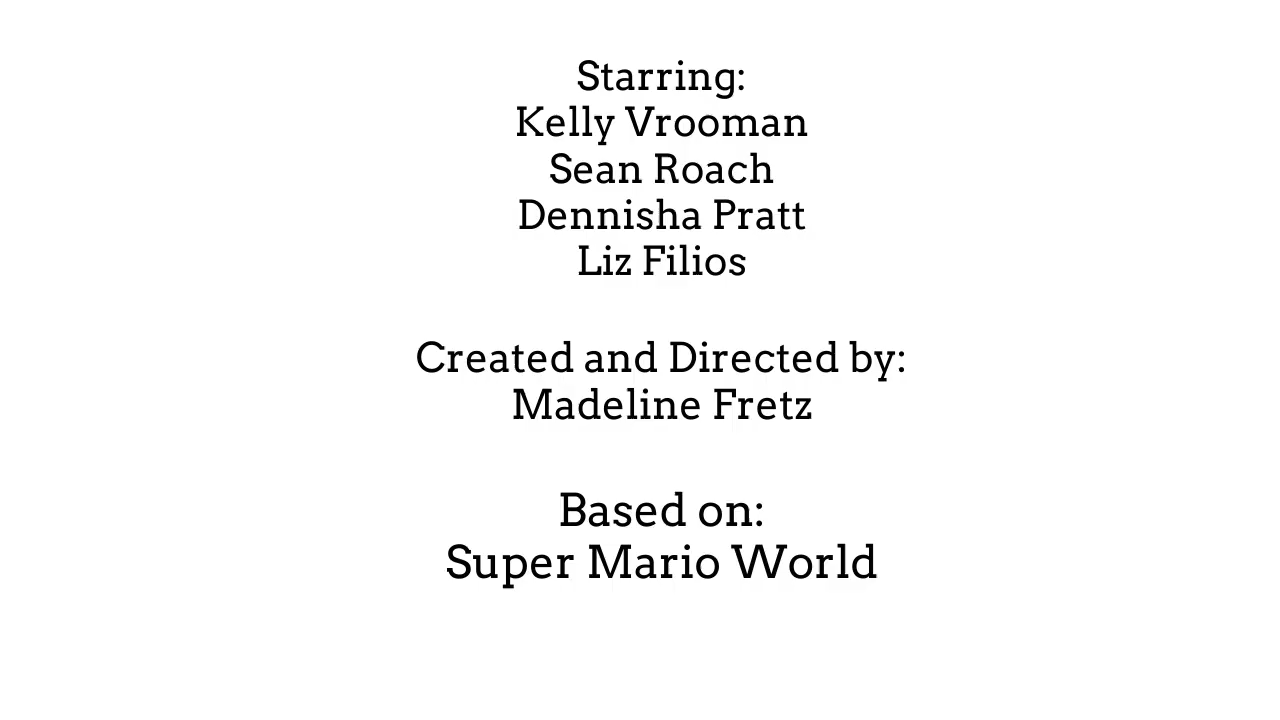 Starring:
Kelly Vrooman
Sean Roach
Dennisha Pratt
Liz Filios
Created and Directed by:
Madeline Fretz
Based on:
Super Mario World